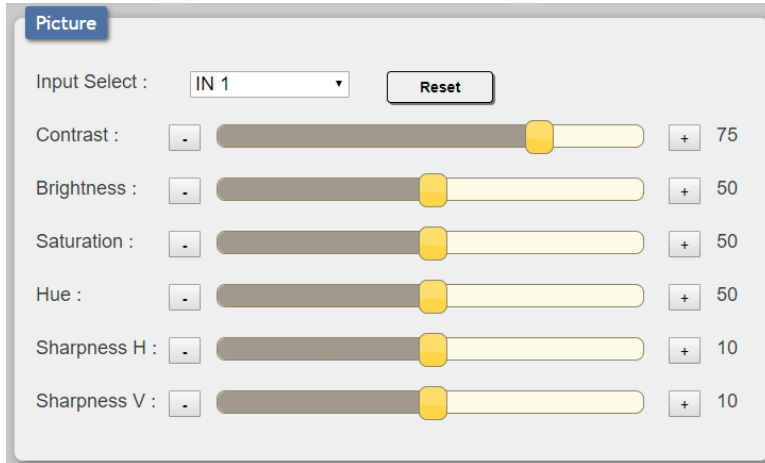 Picture
Input Select : IN 1 Reset
Contrast : - + 75
Brightness : - + 50
Saturation : - + 50
Hue : - + 50
Sharpness H : - + 10
Sharpness V : - + 10